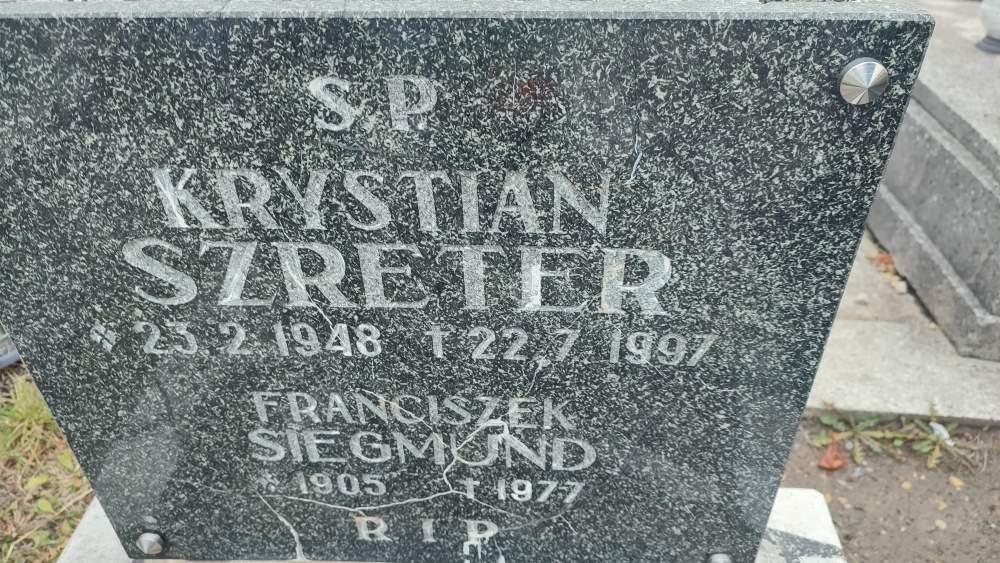 Ś.P.
KRYSTIAN
SZRETER
* 23.2.1948 † 22.7.1997
FRANCISZEK
SIEGMUND
* 1905 † 1977
R I P